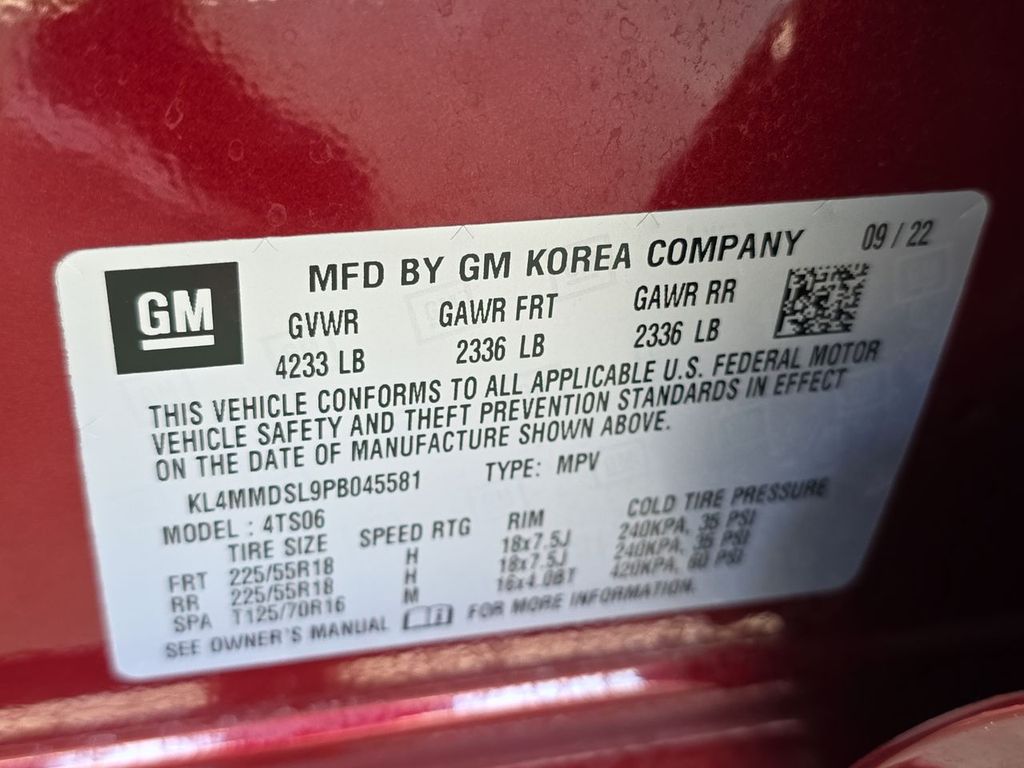 GM
MFD BY GM KOREA COMPANY 09 / 22
GVWR GAWR FRT GAWR RR
4233 LB 2336 LB 2336 LB
THIS VEHICLE CONFORMS TO ALL APPLICABLE U.S. FEDERAL MOTOR
VEHICLE SAFETY AND THEFT PREVENTION STANDARDS IN EFFECT
ON THE DATE OF MANUFACTURE SHOWN ABOVE.
KL4MMDSL9PB045581 TYPE: MPV
MODEL : 4TS06
TIRE SIZE SPEED RTG RIM COLD TIRE PRESSURE
FRT 225/55R18 H 18x7.5J 240KPA, 35 PSI
RR 225/55R18 H 18x7.5J 240KPA, 35 PSI
SPA T125/70R16 M 16x4.0BT 420KPA, 60 PSI
SEE OWNER'S MANUAL FOR MORE INFORMATION.